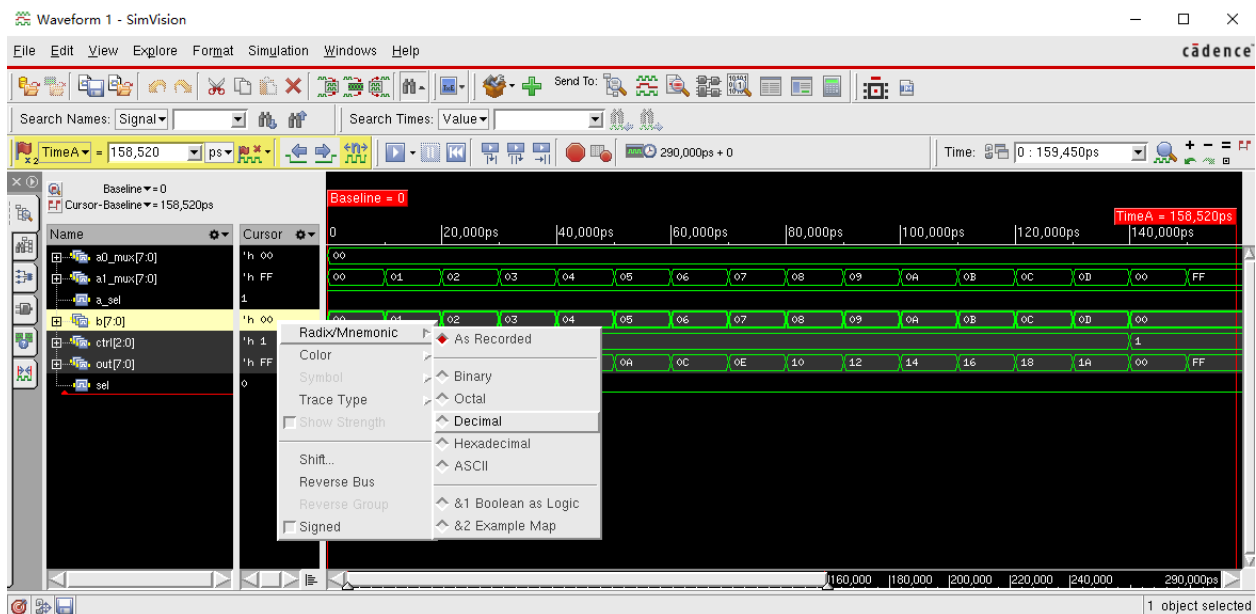 Waveform 1 - SimVision
File Edit View Explore Format Simulation Windows Help cādence
Send To:
Search Names: Signal Search Times: Value
TimeA = 158,520 ps 290,000ps + 0 Time: 0 : 159,450ps
Baseline = 0
Cursor-Baseline = 158,520ps
Baseline = 0
TimeA = 158,520ps
Name Cursor 0 20,000ps 40,000ps 60,000ps 80,000ps 100,000ps 120,000ps 140,000ps
a0_mux[7:0] 'h 00 00
a1_mux[7:0] 'h FF 00 01 02 03 04 05 06 07 08 09 0A 0B 0C 0D 00 FF
a_sel 1
b[7:0] 'h 00 00 01 02 03 04 05 06 07 08 09 0A 0B 0C 0D 00
ctrl[2:0] 'h 1 1
out[7:0] 'h FF 0A 0C 0E 10 12 14 16 18 1A 00 FF
sel 0
Radix/Mnemonic
Color
Symbol
Trace Type
Show Strength
Shift...
Reverse Bus
Reverse Group
Signed
As Recorded
Binary
Octal
Decimal
Hexadecimal
ASCII
&1 Boolean as Logic
&2 Example Map
160,000 180,000 200,000 220,000 240,000 290,000ps
1 object selected